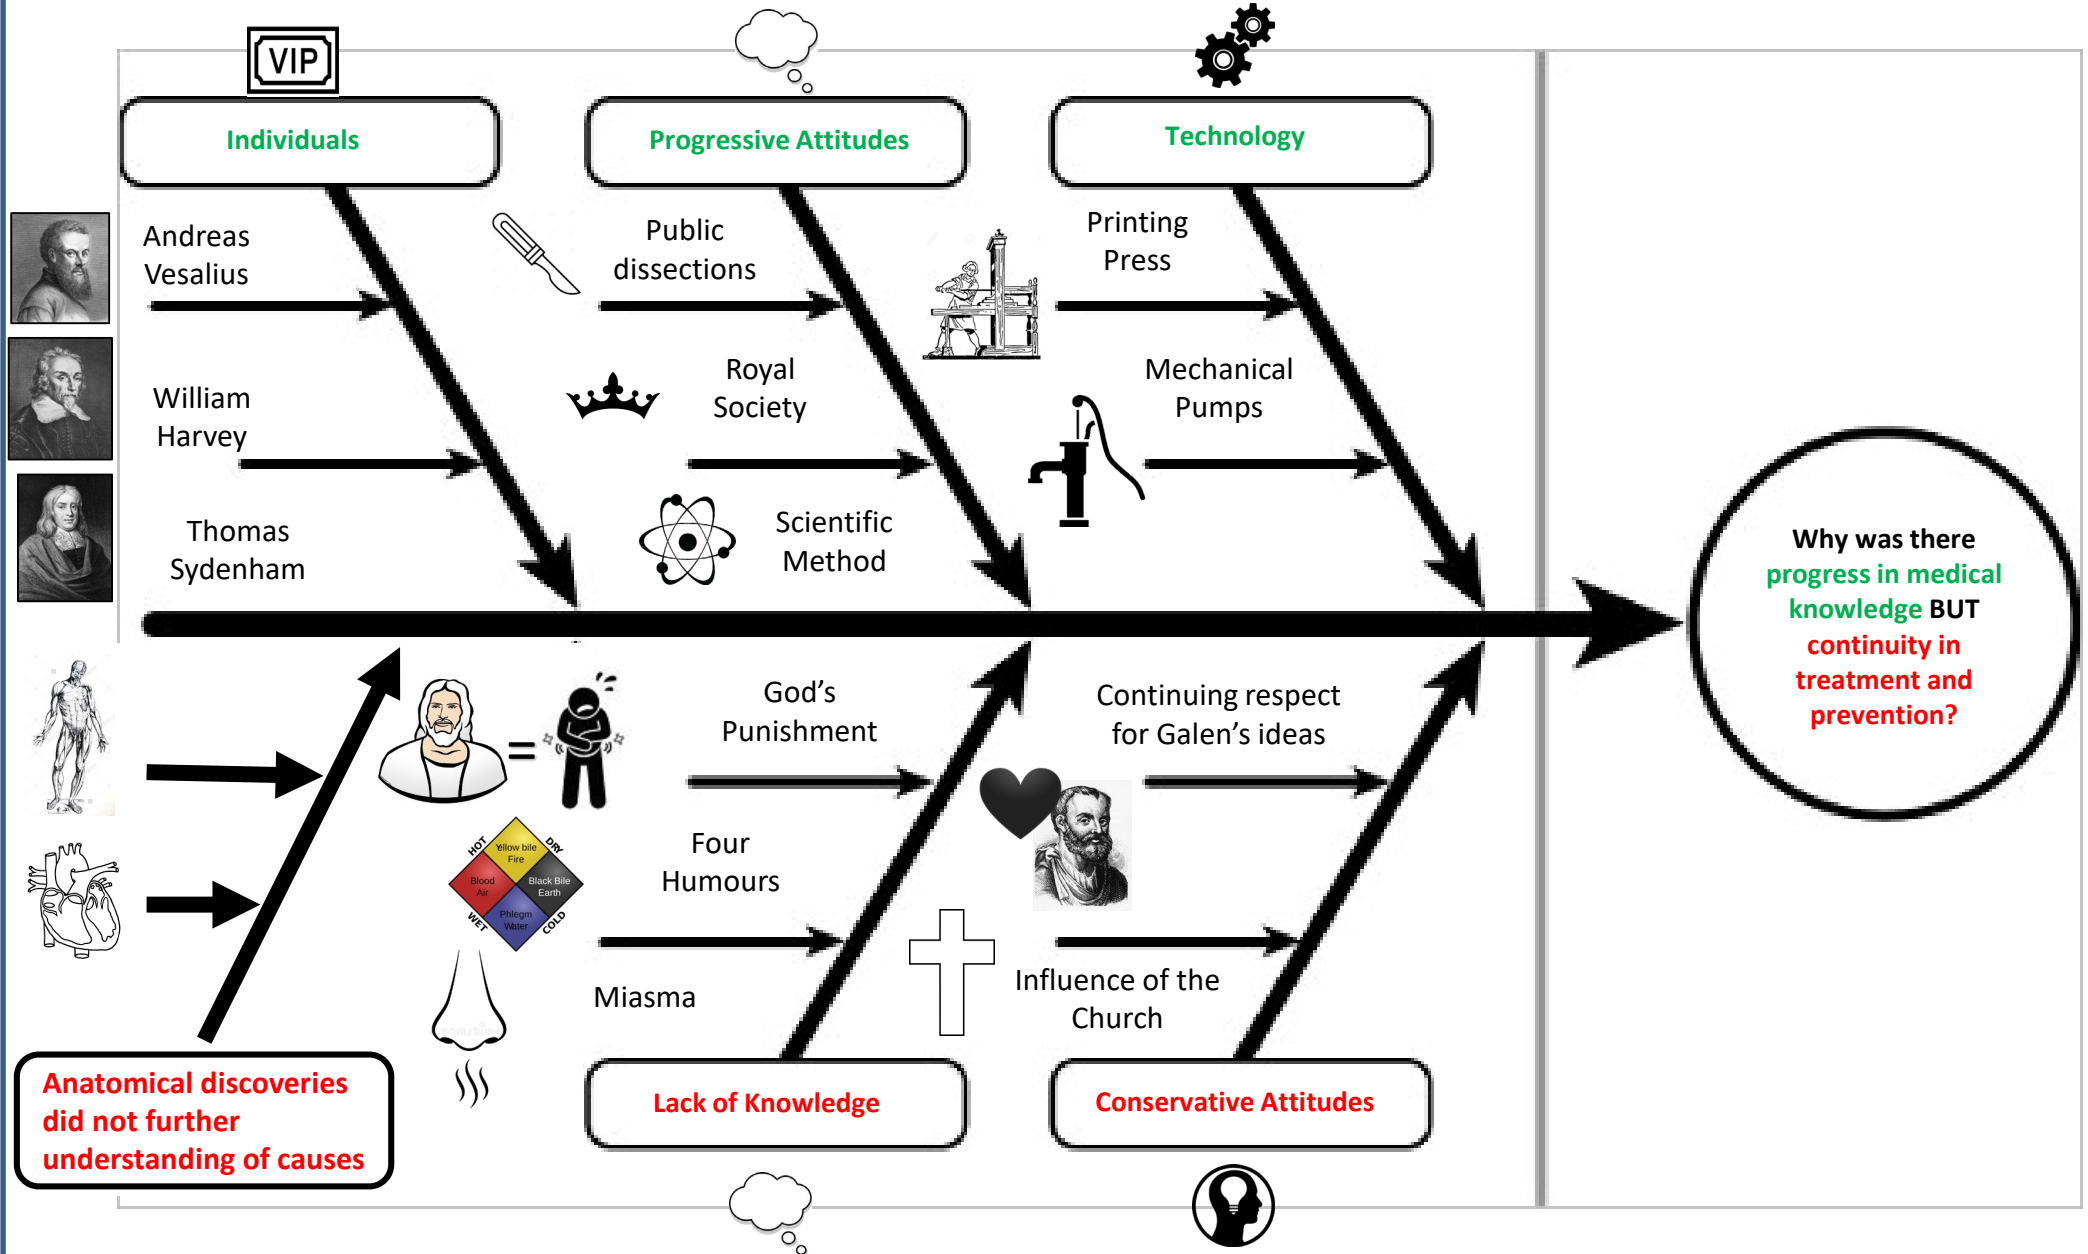 VIP
Individuals
Progressive Attitudes
Technology
Andreas
Vesalius
William
Harvey
Thomas
Sydenham
Public
dissections
Royal
Society
Scientific
Method
Printing
Press
Mechanical
Pumps
Why was there
progress in medical
knowledge BUT
continuity in
treatment and
prevention?
=
God's
Punishment
Four
Humours
Miasma
HOT
DRY
WET
COLD
Yellow bile
Fire
Blood
Air
Black Bile
Earth
Phlegm
Water
Continuing respect
for Galen's ideas
Influence of the
Church
Anatomical discoveries
did not further
understanding of causes
Lack of Knowledge
Conservative Attitudes